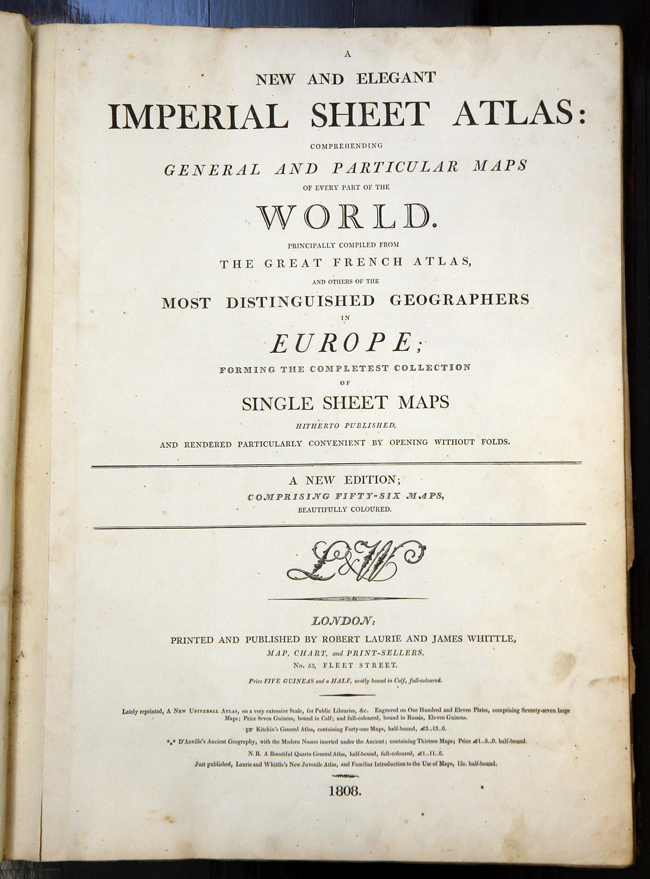 A
NEW AND ELEGANT
IMPERIAL SHEET ATLAS:
COMPREHENDING
GENERAL AND PARTICULAR MAPS
OF EVERY PART OF THE
WORLD.
PRINCIPALLY COMPILED FROM
THE GREAT FRENCH ATLAS,
AND OTHERS OF THE
MOST DISTINGUISHED GEOGRAPHERS
IN
EUROPE;
FORMING THE COMPLETEST COLLECTION
OF
SINGLE SHEET MAPS
HITHERTO PUBLISHED,
AND RENDERED PARTICULARLY CONVENIENT BY OPENING WITHOUT FOLDS.
A NEW EDITION;
COMPRISING FIFTY-SIX MAPS,
BEAUTIFULLY COLOURED.
L&W
LONDON:
PRINTED AND PUBLISHED BY ROBERT LAURIE AND JAMES WHITTLE,
MAP, CHART, and PRINT-SELLERS,
No. 53, FLEET STREET.
Price FIVE GUINEAS and a HALF, neatly bound in Calf, full-coloured.
Lately reprinted, A New Universal Atlas, on a very extensive Scale, for Public Libraries, &c. Engraved on One Hundred and Eleven Plates, comprising Seventy-seven large
Maps; Price Seven Guineas, bound in Calf; and full-coloured, bound in Russia, Eleven Guineas.
Kitchin's General Atlas, containing Forty-one Maps, half-bound, £3..13..6.
*** D'Anville's Ancient Geography, with the Modern Names inserted under the Ancient; containing Thirteen Maps; Price £1..5..0. half-bound.
N. B. A Beautiful Quarto General Atlas, half-bound, full-coloured, £1..11..6.
Just published, Laurie and Whittle's New Juvenile Atlas, and Familiar Introduction to the Use of Maps, half-bound.
1808.